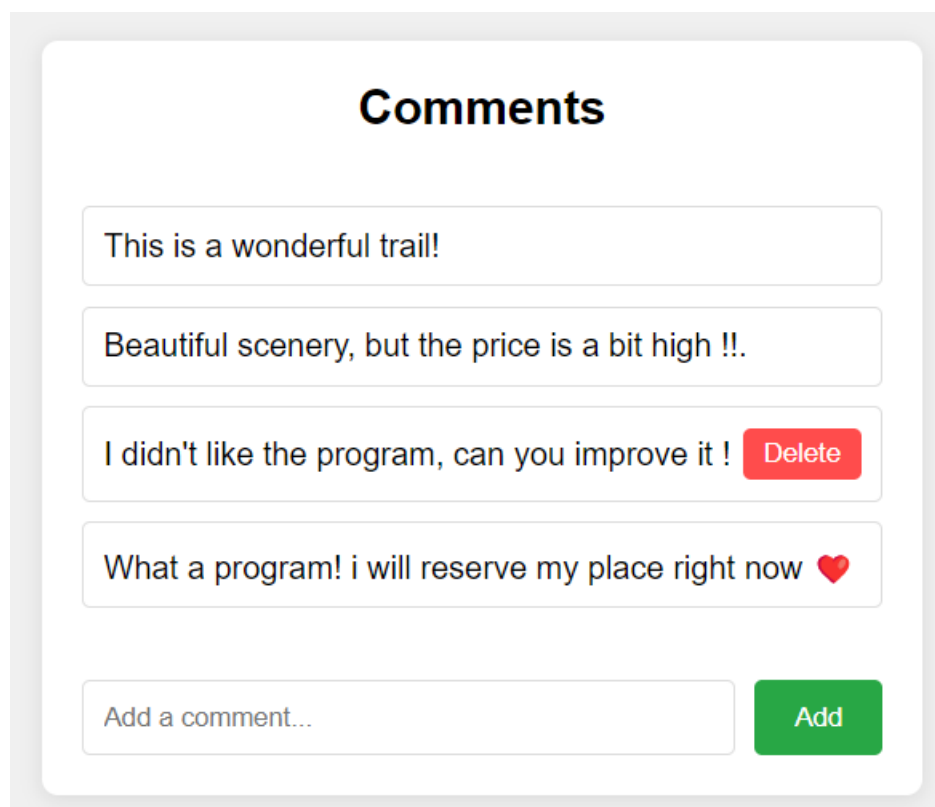 Comments
This is a wonderful trail!
Beautiful scenery, but the price is a bit high !!.
I didn't like the program, can you improve it ! Delete
What a program! i will reserve my place right now ❤️
Add a comment... Add